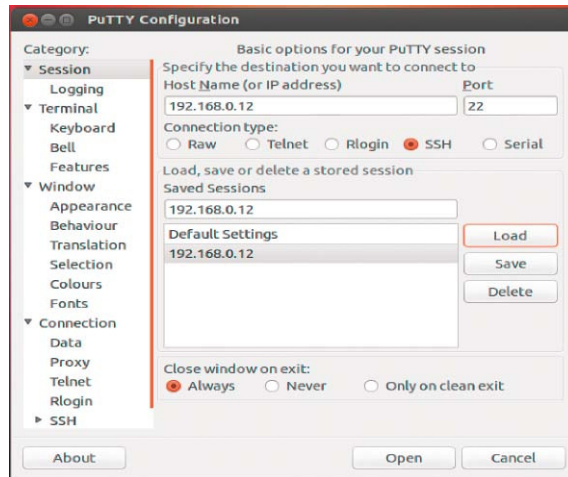 PuTTY Configuration
Category:
Session
Logging
Terminal
Keyboard
Bell
Features
Window
Appearance
Behaviour
Translation
Selection
Colours
Fonts
Connection
Data
Proxy
Telnet
Rlogin
SSH
Basic options for your PuTTY session
Specify the destination you want to connect to
Host Name (or IP address) Port
192.168.0.12 22
Connection type:
Raw Telnet Rlogin SSH Serial
Load, save or delete a stored session
Saved Sessions
192.168.0.12
Default Settings
192.168.0.12
Load
Save
Delete
Close window on exit:
Always Never Only on clean exit
About Open Cancel